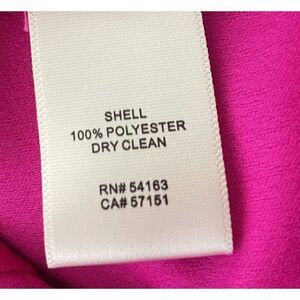 SHELL
100% POLYESTER
DRY CLEAN
RN# 54163
CA# 57151